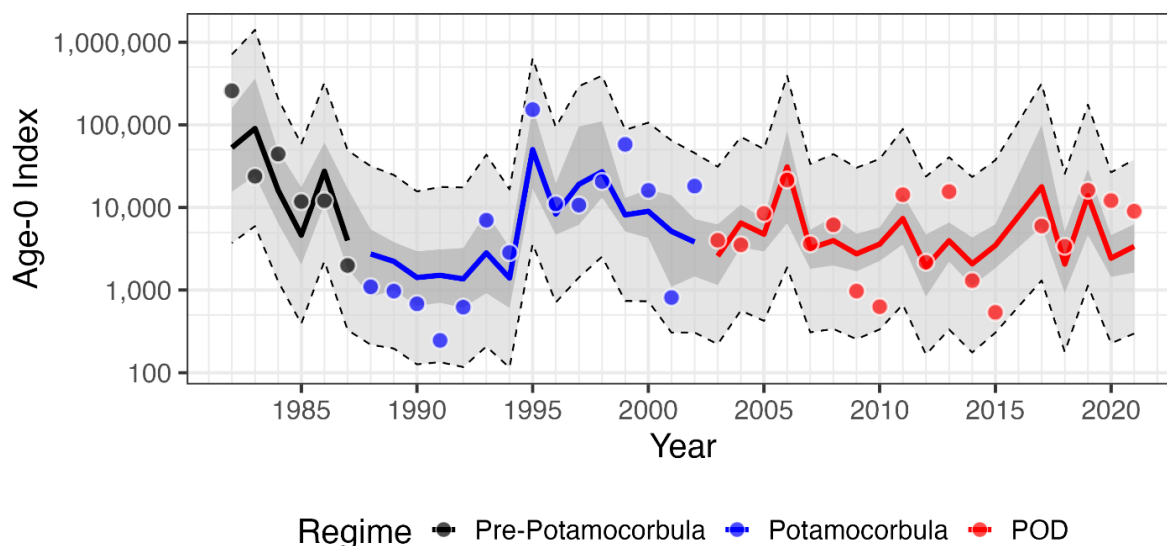 1,000,000
100,000
10,000
1,000
100
Age-0 Index
1985 1990 1995 2000 2005 2010 2015 2020
Year
Regime Pre-Potamocorbula Potamocorbula POD